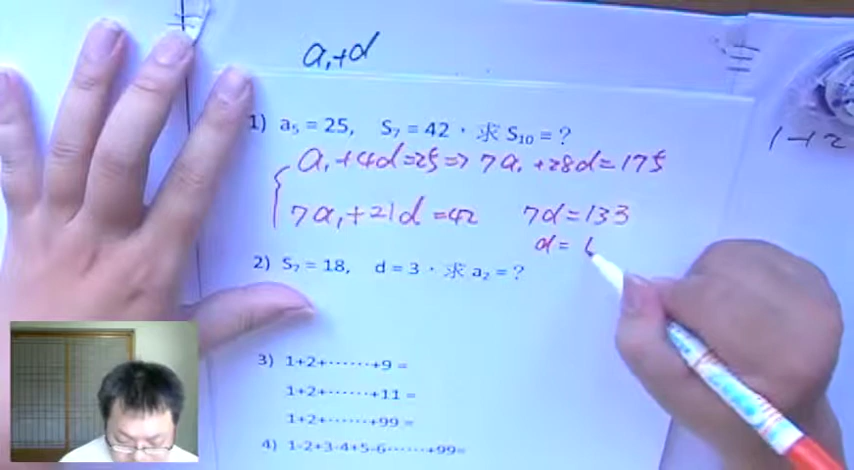 a₁+d
1) a₅ = 25, S₇ = 42，求 S₁₀ = ?
a₁+4d=25⇒7a₁+28d=175
7a₁+21d=42 7d=133
d=
2) S₇ = 18, d = 3，求 a₂ = ?
3) 1+2+⋯⋯+9 =
1+2+⋯⋯+11 =
1+2+⋯⋯+99 =
4) 1-2+3-4+5-6⋯⋯+99=